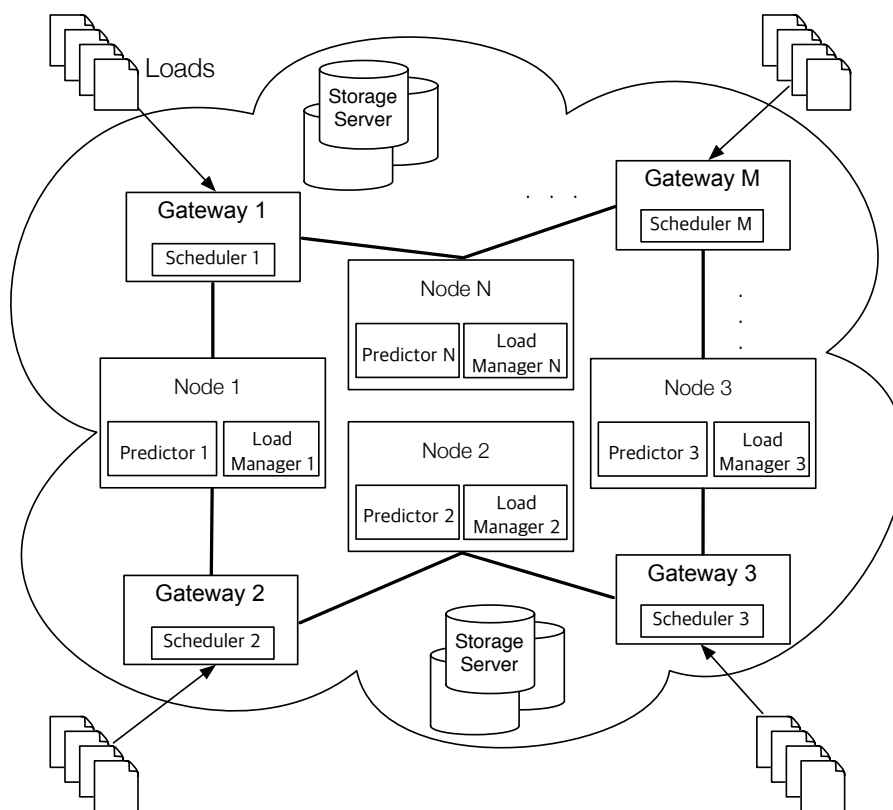 Loads
Storage
Server
Gateway 1
Scheduler 1
. . .
Gateway M
Scheduler M
Node N
Predictor N
Load
Manager N
.
.
.
Node 1
Predictor 1
Load
Manager 1
Node 2
Predictor 2
Load
Manager 2
Node 3
Predictor 3
Load
Manager 3
Gateway 2
Scheduler 2
Storage
Server
Gateway 3
Scheduler 3